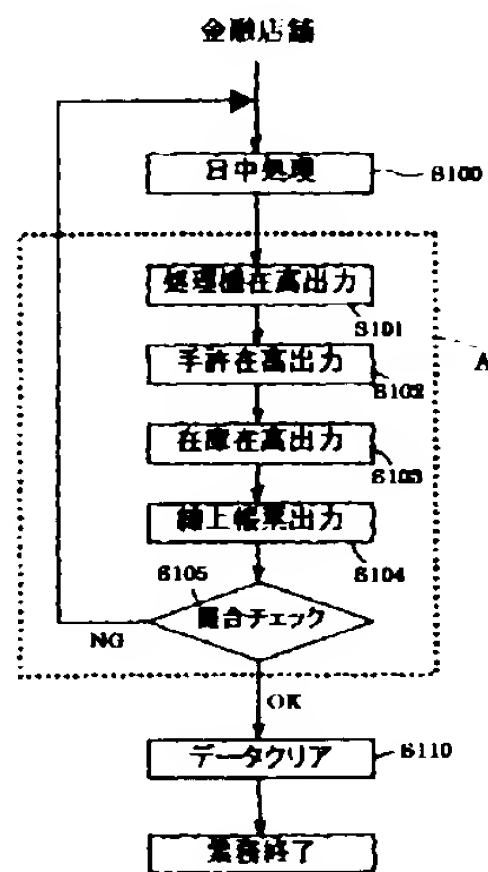 金融店舗
日中処理
S100
処理機在高出力
S101
A
手許在高出力
S102
在庫在高出力
S103
締上帳票出力
S104
S105
照合チェック
NG
OK
データクリア
S110
業務終了